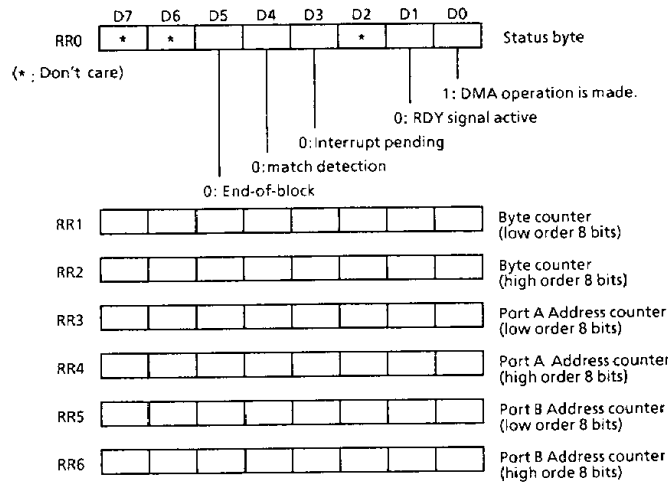 D7 D6 D5 D4 D3 D2 D1 D0
RR0 * * * Status byte
(* : Don't care)
1: DMA operation is made.
0: RDY signal active
0: Interrupt pending
0: match detection
0: End-of-block
RR1 Byte counter
(low order 8 bits)
RR2 Byte counter
(high order 8 bits)
RR3 Port A Address counter
(low order 8 bits)
RR4 Port A Address counter
(high order 8 bits)
RR5 Port B Address counter
(low order 8 bits)
RR6 Port B Address counter
(high orde 8 bits)